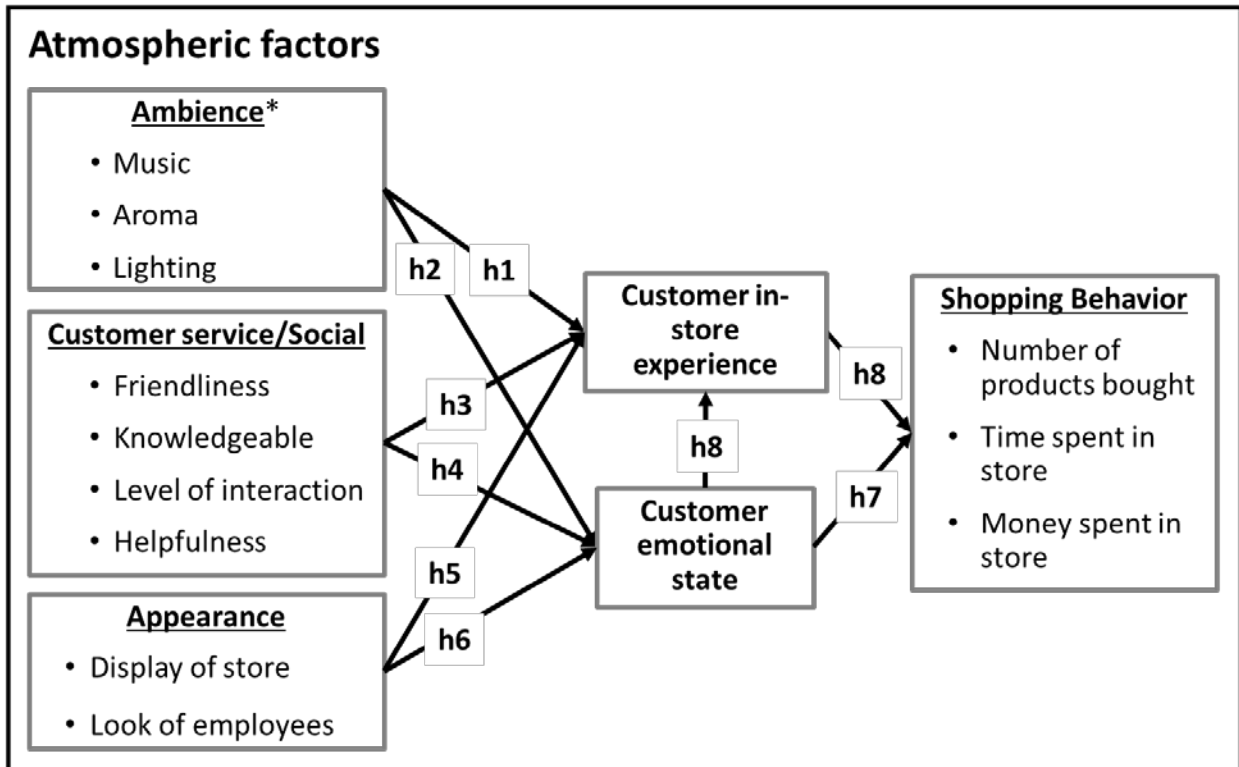 Atmospheric factors
Ambience*
• Music
• Aroma
• Lighting
Customer service/Social
• Friendliness
• Knowledgeable
• Level of interaction
• Helpfulness
Appearance
• Display of store
• Look of employees
h2
h1
h3
h4
h5
h6
Customer in-
store
experience
h8
Customer
emotional
state
h8
h7
Shopping Behavior
• Number of
products bought
• Time spent in
store
• Money spent in
store